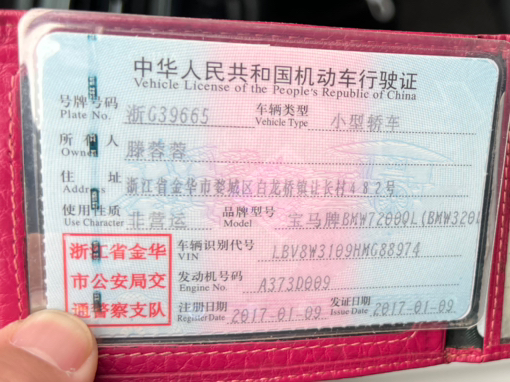 中华人民共和国机动车行驶证
Vehicle License of the People's Republic of China
号牌号码 浙G39665 车辆类型 小型轿车
Plate No. Vehicle Type
所有人 滕蓉蓉
Owner
住址 浙江省金华市婺城区白龙桥镇让长村482号
Address
使用性质 非营运 品牌型号 宝马牌BMW7200QL(BMW320L
Use Character Model
浙江省金华
市公安局交
通警察支队
车辆识别代号 LBV8W3109HMG88974
VIN
发动机号码 A373D009
Engine No.
注册日期 2017-01-09 发证日期 2017-01-09
Register Date Issue Date